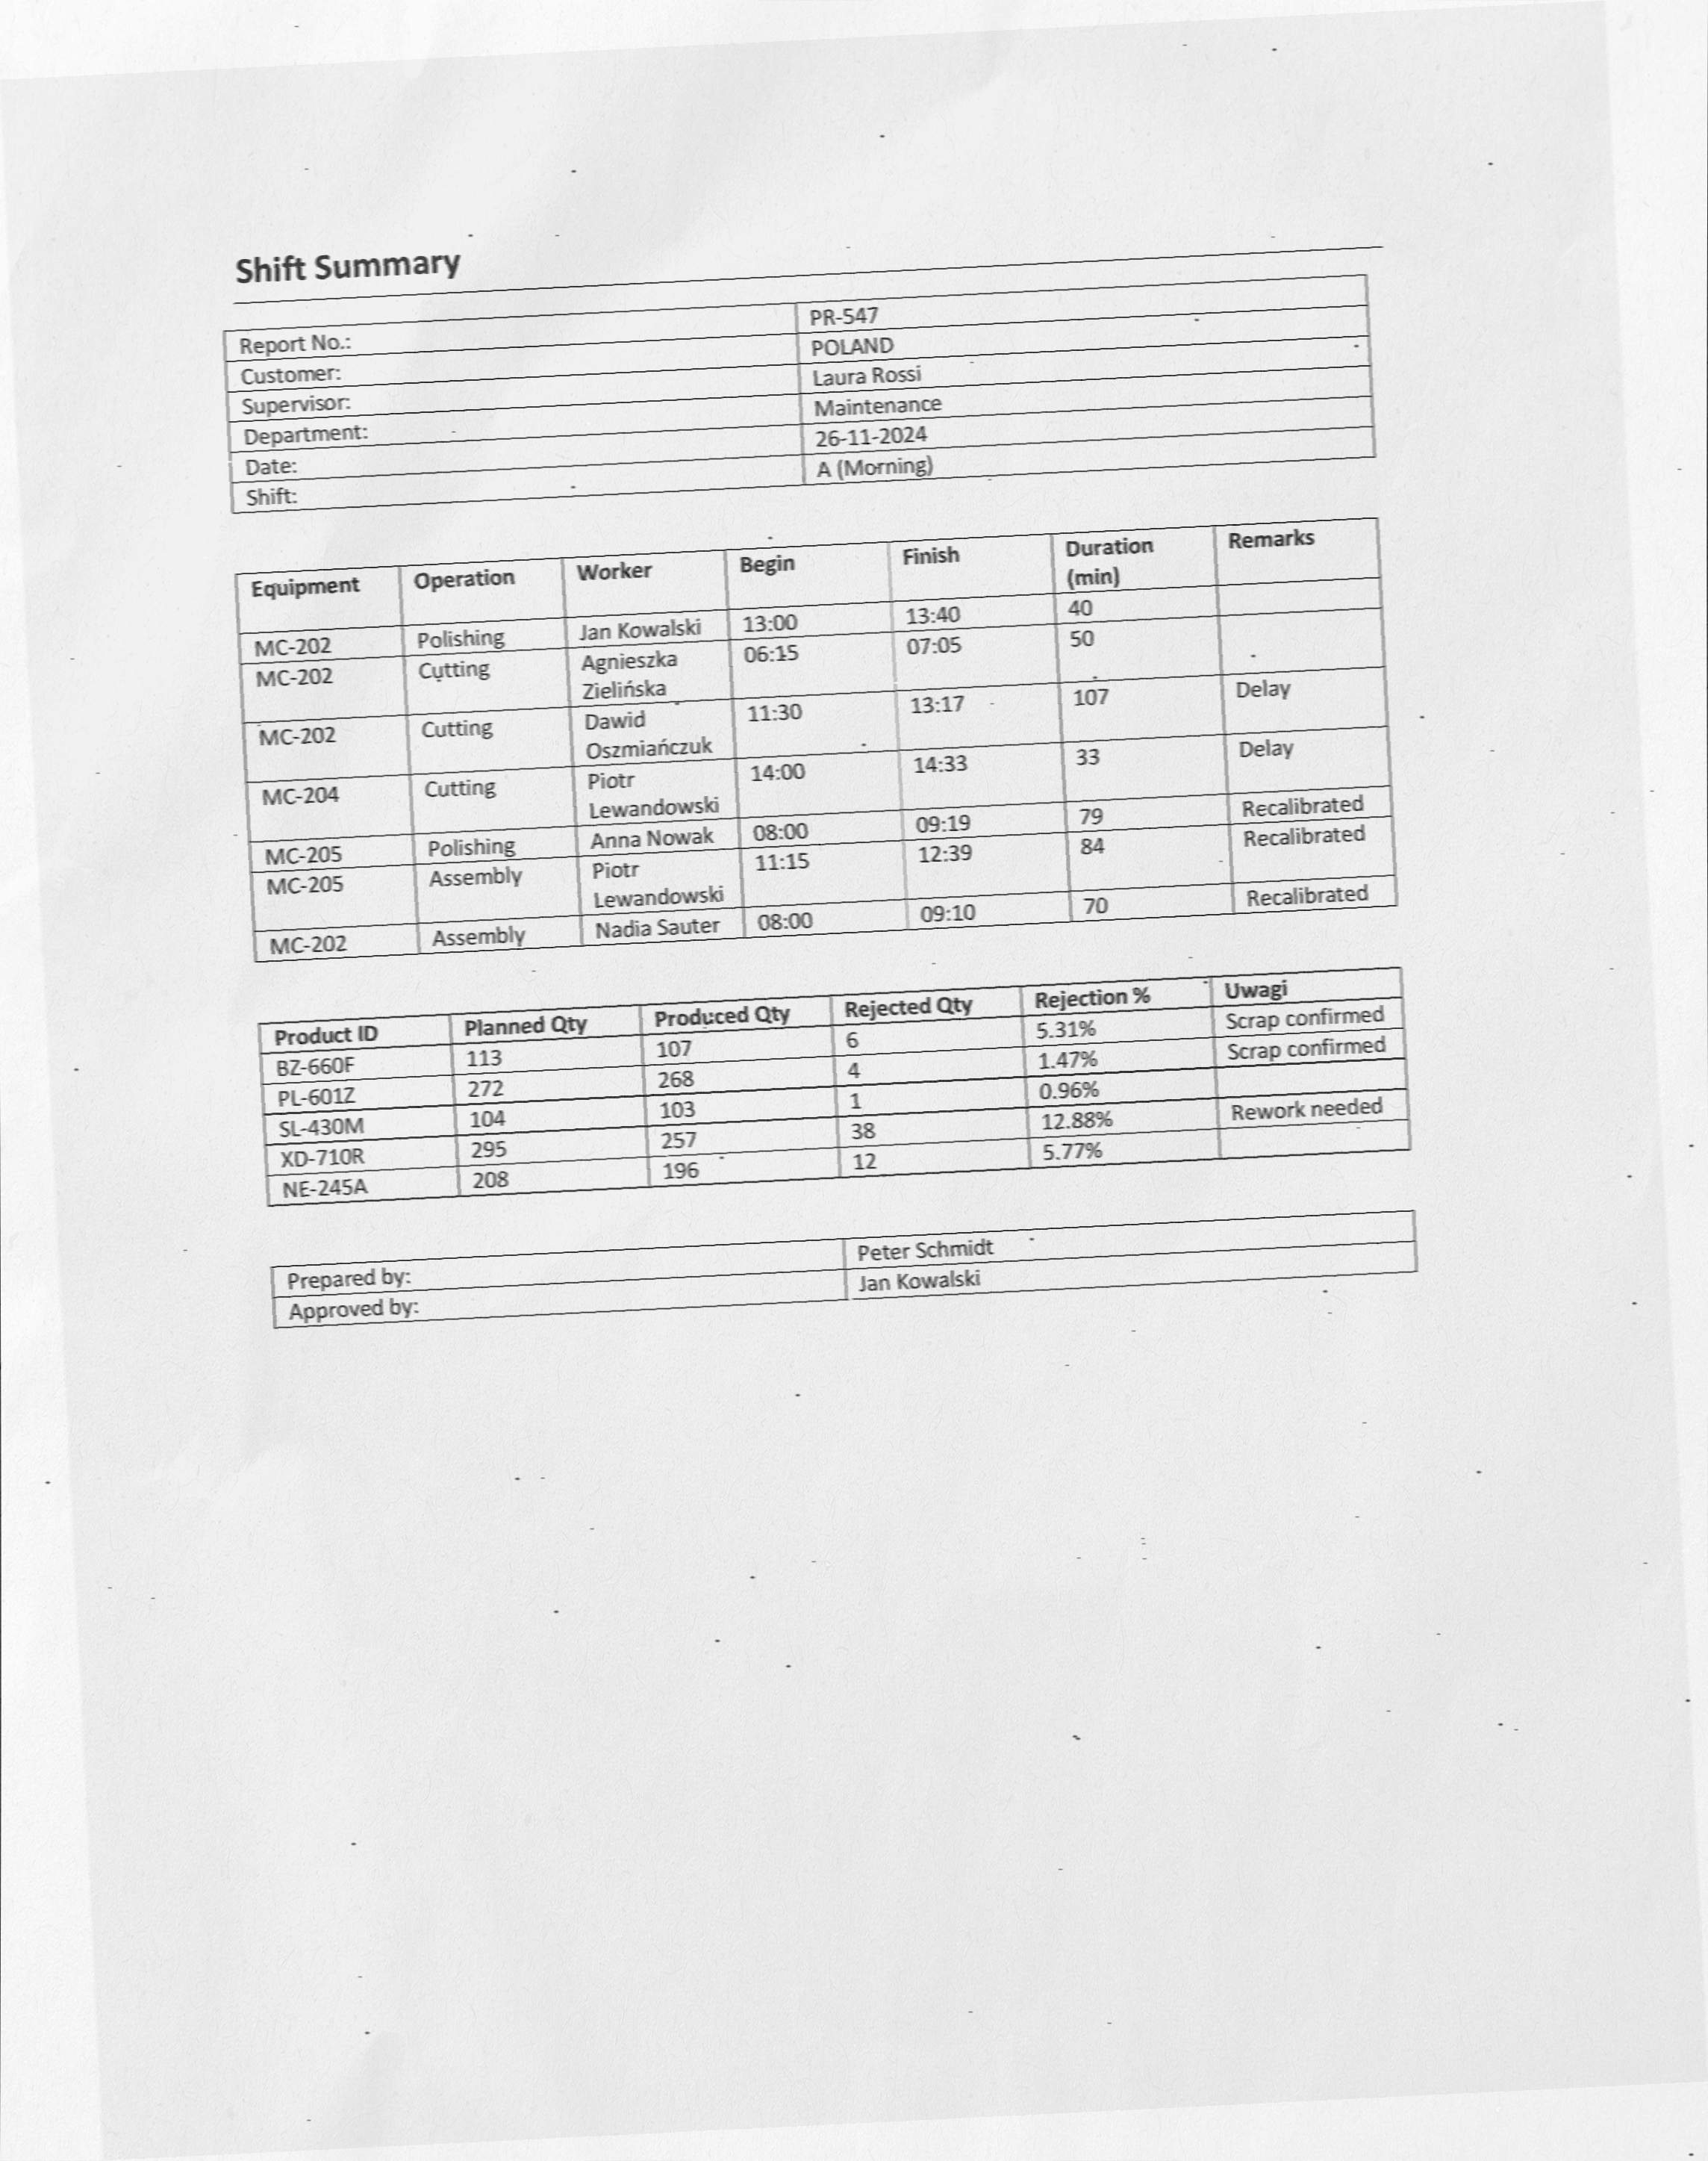 Shift Summary
Report No.: PR-547
Customer: POLAND
Supervisor: Laura Rossi
Department: Maintenance
Date: 26-11-2024
Shift: A (Morning)
Equipment Operation Worker Begin Finish Duration (min) Remarks
MC-202 Polishing Jan Kowalski 13:00 13:40 40
MC-202 Cutting Agnieszka Zielińska 06:15 07:05 50
MC-202 Cutting Dawid Oszmiańczuk 11:30 13:17 107 Delay
MC-204 Cutting Piotr Lewandowski 14:00 14:33 33 Delay
MC-205 Polishing Anna Nowak 08:00 09:19 79 Recalibrated
MC-205 Assembly Piotr Lewandowski 11:15 12:39 84 Recalibrated
MC-202 Assembly Nadia Sauter 08:00 09:10 70 Recalibrated
Product ID Planned Qty Produced Qty Rejected Qty Rejection % Uwagi
BZ-660F 113 107 6 5.31% Scrap confirmed
PL-601Z 272 268 4 1.47% Scrap confirmed
SL-430M 104 103 1 0.96%
XD-710R 295 257 38 12.88% Rework needed
NE-245A 208 196 12 5.77%
Prepared by: Peter Schmidt
Approved by: Jan Kowalski